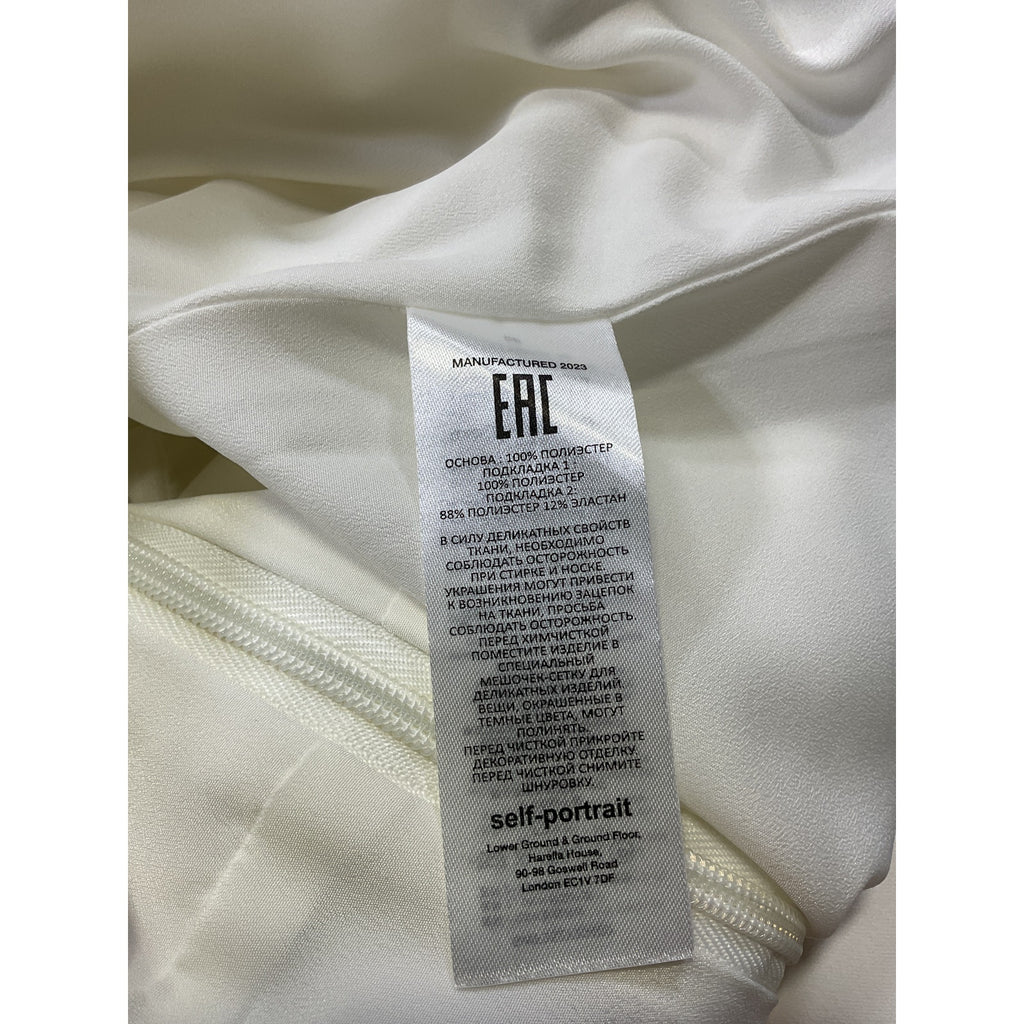 MANUFACTURED 2023
EAC
ОСНОВА : 100% ПОЛИЭСТЕР
ПОДКЛАДКА 1 :
100% ПОЛИЭСТЕР
ПОДКЛАДКА 2:
88% ПОЛИЭСТЕР 12% ЭЛАСТАН
В СИЛУ ДЕЛИКАТНЫХ СВОЙСТВ
ТКАНИ, НЕОБХОДИМО
СОБЛЮДАТЬ ОСТОРОЖНОСТЬ
ПРИ СТИРКЕ И НОСКЕ.
УКРАШЕНИЯ МОГУТ ПРИВЕСТИ
К ВОЗНИКНОВЕНИЮ ЗАЦЕПОК
НА ТКАНИ, ПРОСЬБА
СОБЛЮДАТЬ ОСТОРОЖНОСТЬ.
ПЕРЕД ХИМЧИСТКОЙ
ПОМЕСТИТЕ ИЗДЕЛИЕ В
СПЕЦИАЛЬНЫЙ
МЕШОЧЕК-СЕТКУ ДЛЯ
ДЕЛИКАТНЫХ ИЗДЕЛИЙ.
ВЕЩИ, ОКРАШЕННЫЕ В
ТЕМНЫЕ ЦВЕТА, МОГУТ
ПОЛИНЯТЬ.
ПЕРЕД ЧИСТКОЙ ПРИКРОЙТЕ
ДЕКОРАТИВНУЮ ОТДЕЛКУ.
ПЕРЕД ЧИСТКОЙ СНИМИТЕ
ШНУРОВКУ.
self-portrait
Lower Ground & Ground Floor,
Harella House,
90-98 Goswell Road
London EC1V 7DF